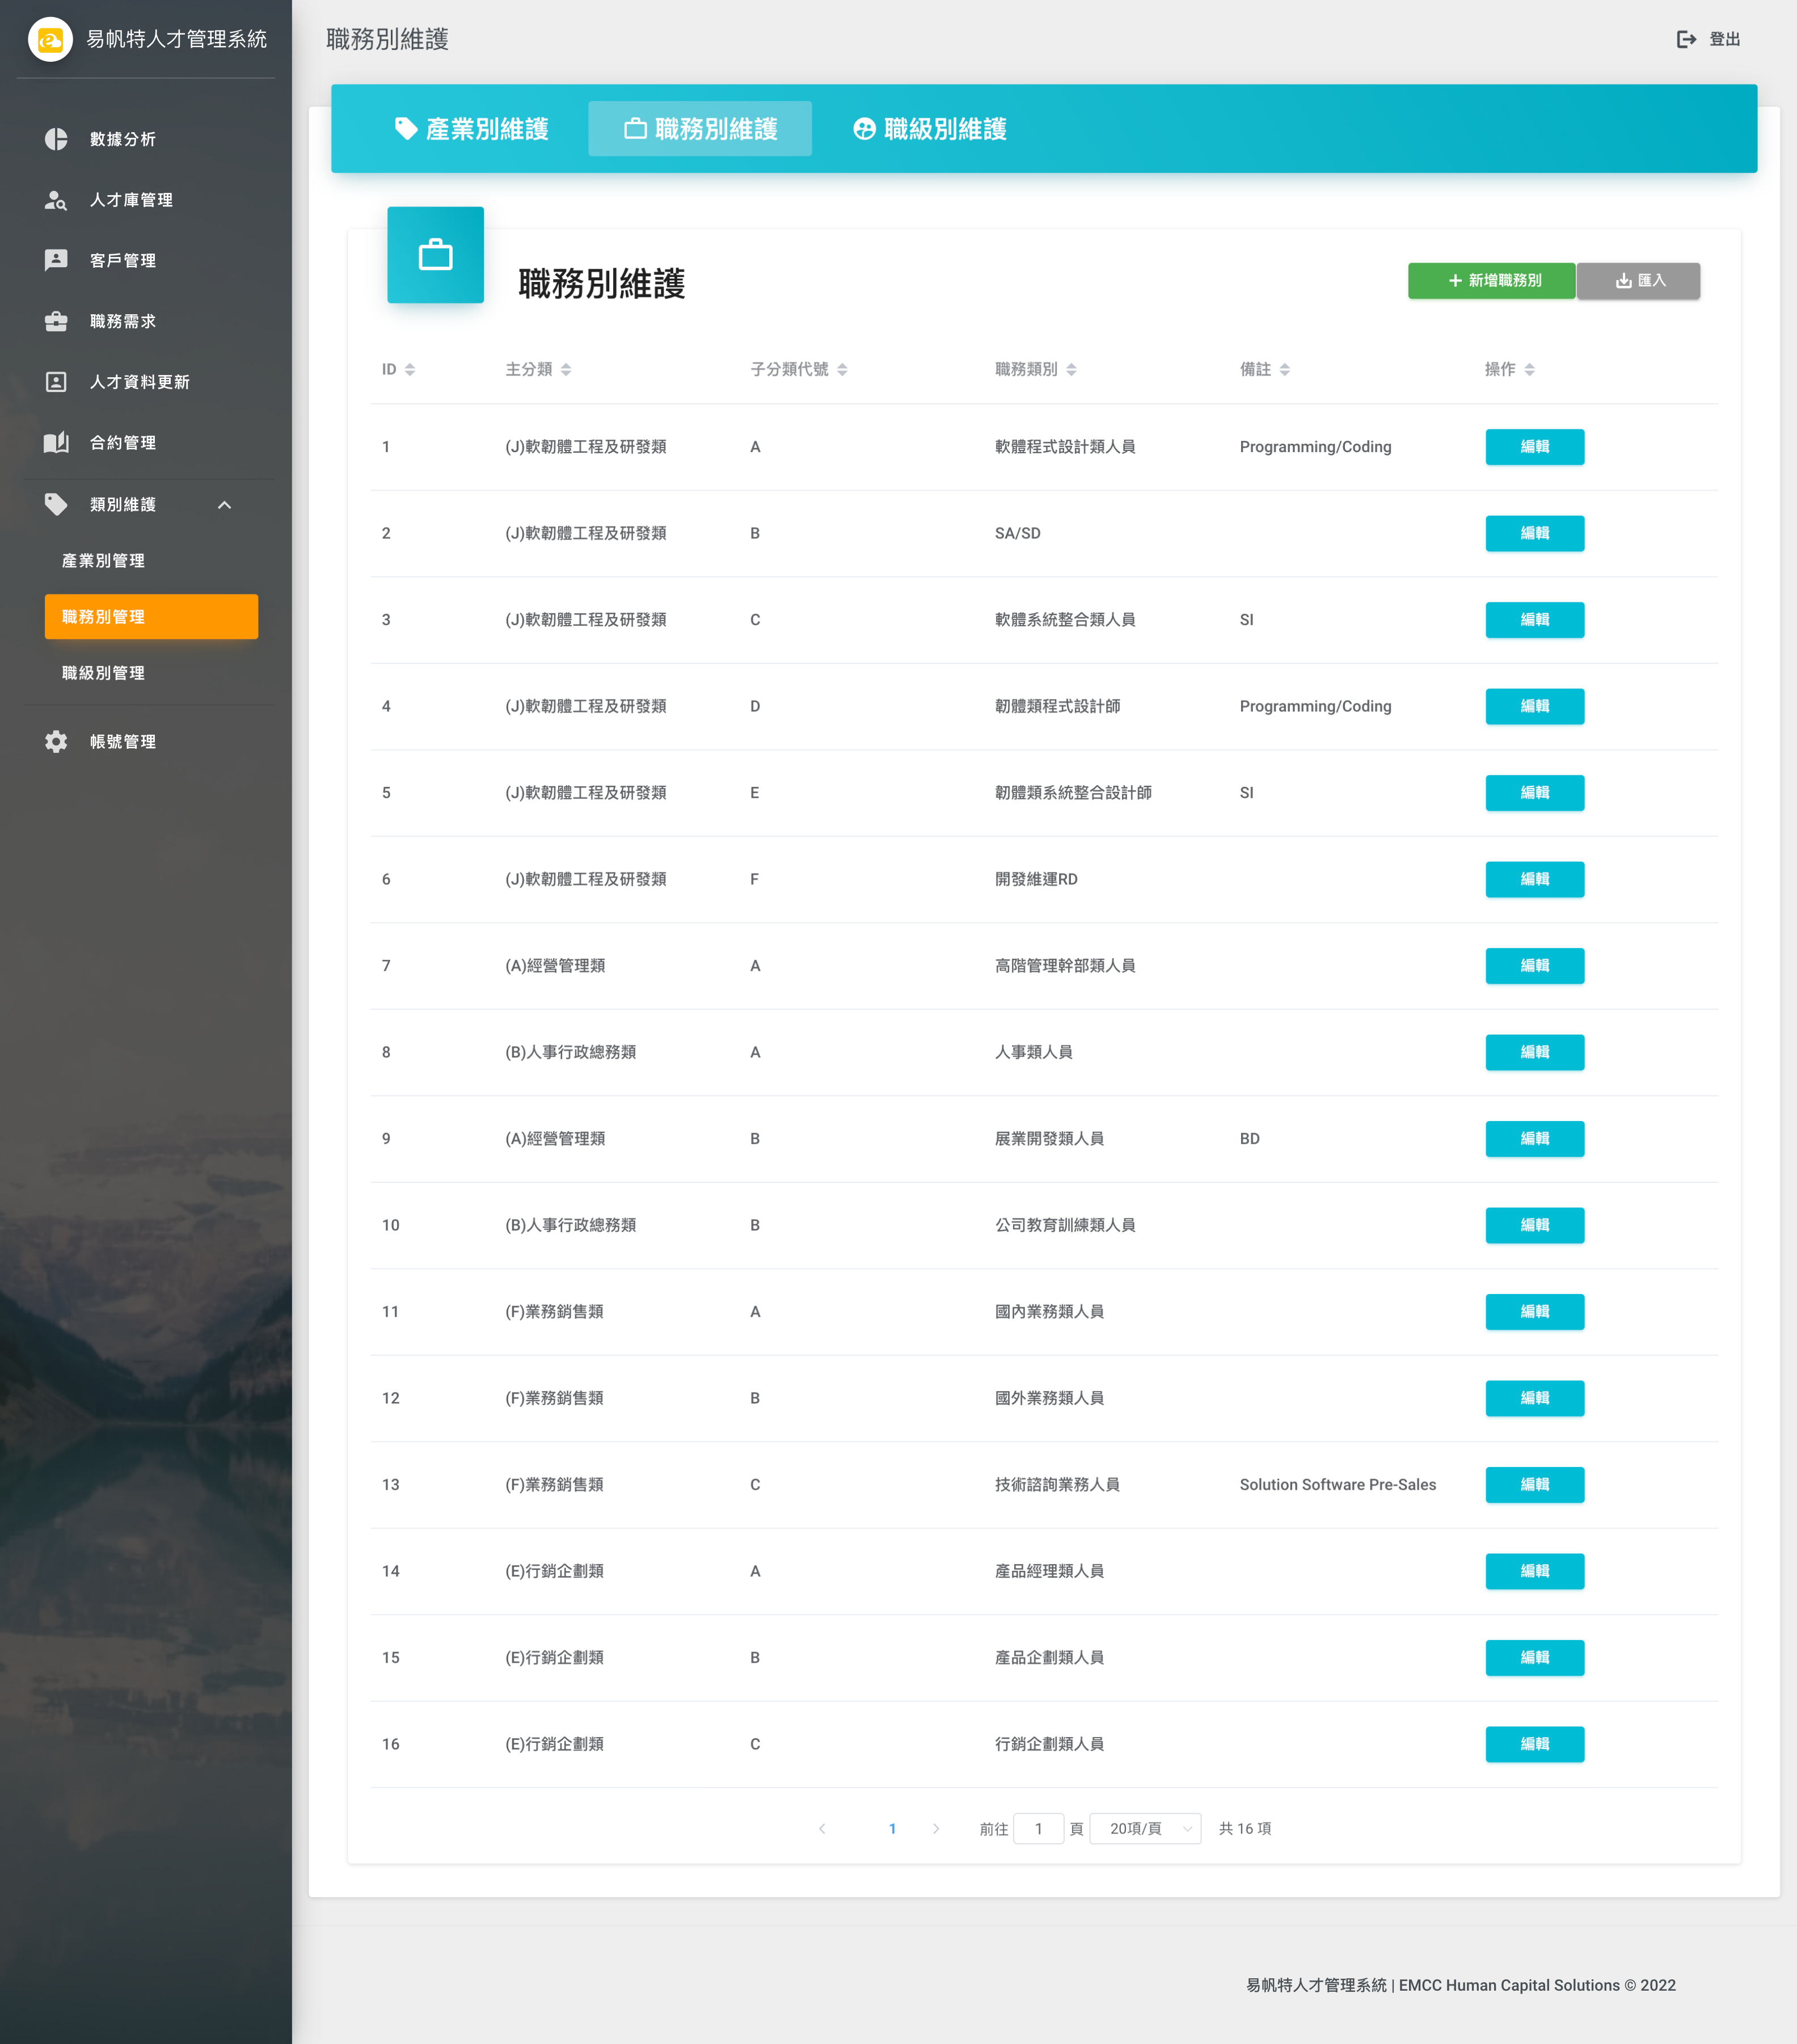 易帆特人才管理系統
數據分析
人才庫管理
客戶管理
職務需求
人才資料更新
合約管理
類別維護
產業別管理
職務別管理
職級別管理
帳號管理
職務別維護
登出
產業別維護 職務別維護 職級別維護
職務別維護
新增職務別 匯入
ID 主分類 子分類代號 職務類別 備註 操作
1 (J)軟韌體工程及研發類 A 軟體程式設計類人員 Programming/Coding 編輯
2 (J)軟韌體工程及研發類 B SA/SD 編輯
3 (J)軟韌體工程及研發類 C 軟體系統整合類人員 SI 編輯
4 (J)軟韌體工程及研發類 D 韌體類程式設計師 Programming/Coding 編輯
5 (J)軟韌體工程及研發類 E 韌體類系統整合設計師 SI 編輯
6 (J)軟韌體工程及研發類 F 開發維運RD 編輯
7 (A)經營管理類 A 高階管理幹部類人員 編輯
8 (B)人事行政總務類 A 人事類人員 編輯
9 (A)經營管理類 B 展業開發類人員 BD 編輯
10 (B)人事行政總務類 B 公司教育訓練類人員 編輯
11 (F)業務銷售類 A 國內業務類人員 編輯
12 (F)業務銷售類 B 國外業務類人員 編輯
13 (F)業務銷售類 C 技術諮詢業務人員 Solution Software Pre-Sales 編輯
14 (E)行銷企劃類 A 產品經理類人員 編輯
15 (E)行銷企劃類 B 產品企劃類人員 編輯
16 (E)行銷企劃類 C 行銷企劃類人員 編輯
1 前往 1 頁 20項/頁 共 16 項
易帆特人才管理系統 | EMCC Human Capital Solutions © 2022